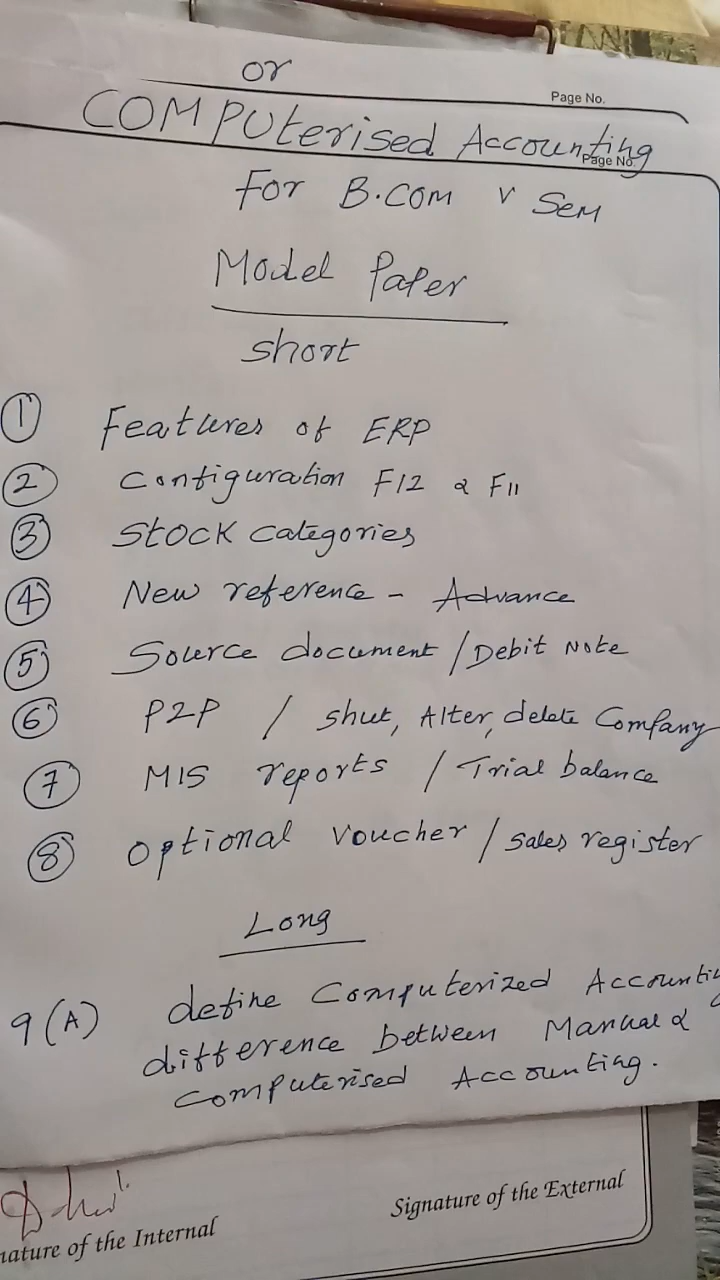 or
Page No.
COMPUterised Accounting
Page No.
For B.COM V Sem
Model Paper
Short
1 Features of ERP
2 Configuration F12 & F11
3 Stock Categories
4 New reference - Advance
5 Source document / Debit Note
6 P2P / shut, Alter, delete Company
7 MIS reports / Trial balance
8 Optional Voucher / Sales register
Long
9 (A) define Computerized Accounti
difference between Manual &
Computerised Accounting.
Signature of the External
nature of the Internal